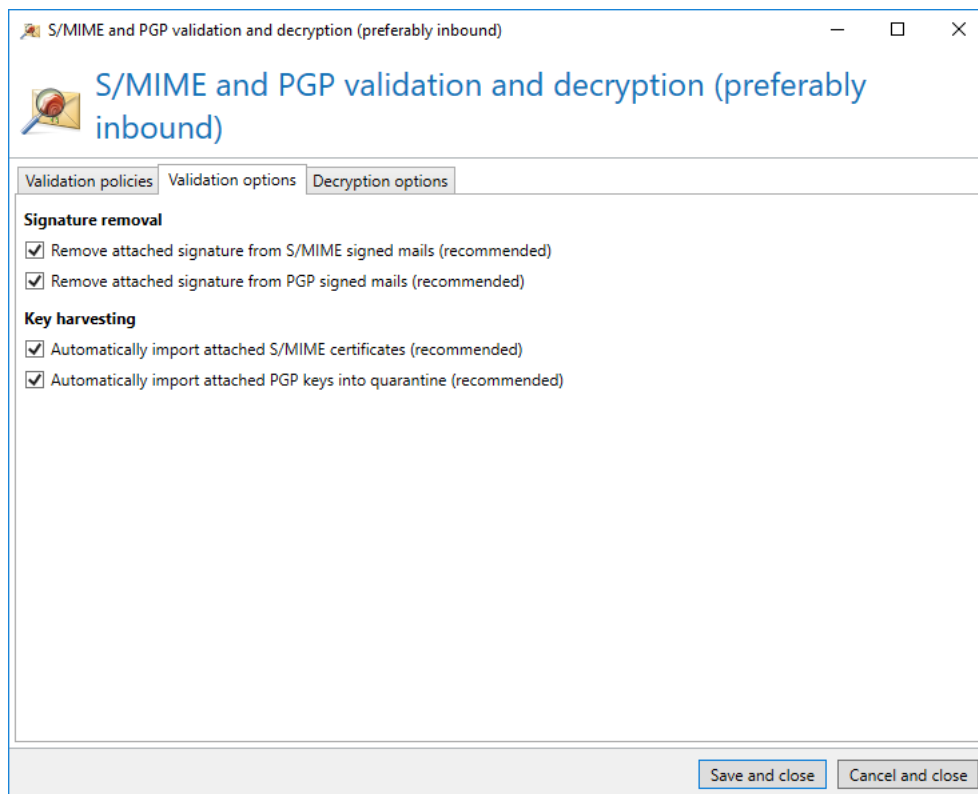 S/MIME and PGP validation and decryption (preferably inbound)
S/MIME and PGP validation and decryption (preferably
inbound)
Validation policies
Validation options
Decryption options
Signature removal
Remove attached signature from S/MIME signed mails (recommended)
Remove attached signature from PGP signed mails (recommended)
Key harvesting
Automatically import attached S/MIME certificates (recommended)
Automatically import attached PGP keys into quarantine (recommended)
Save and close
Cancel and close